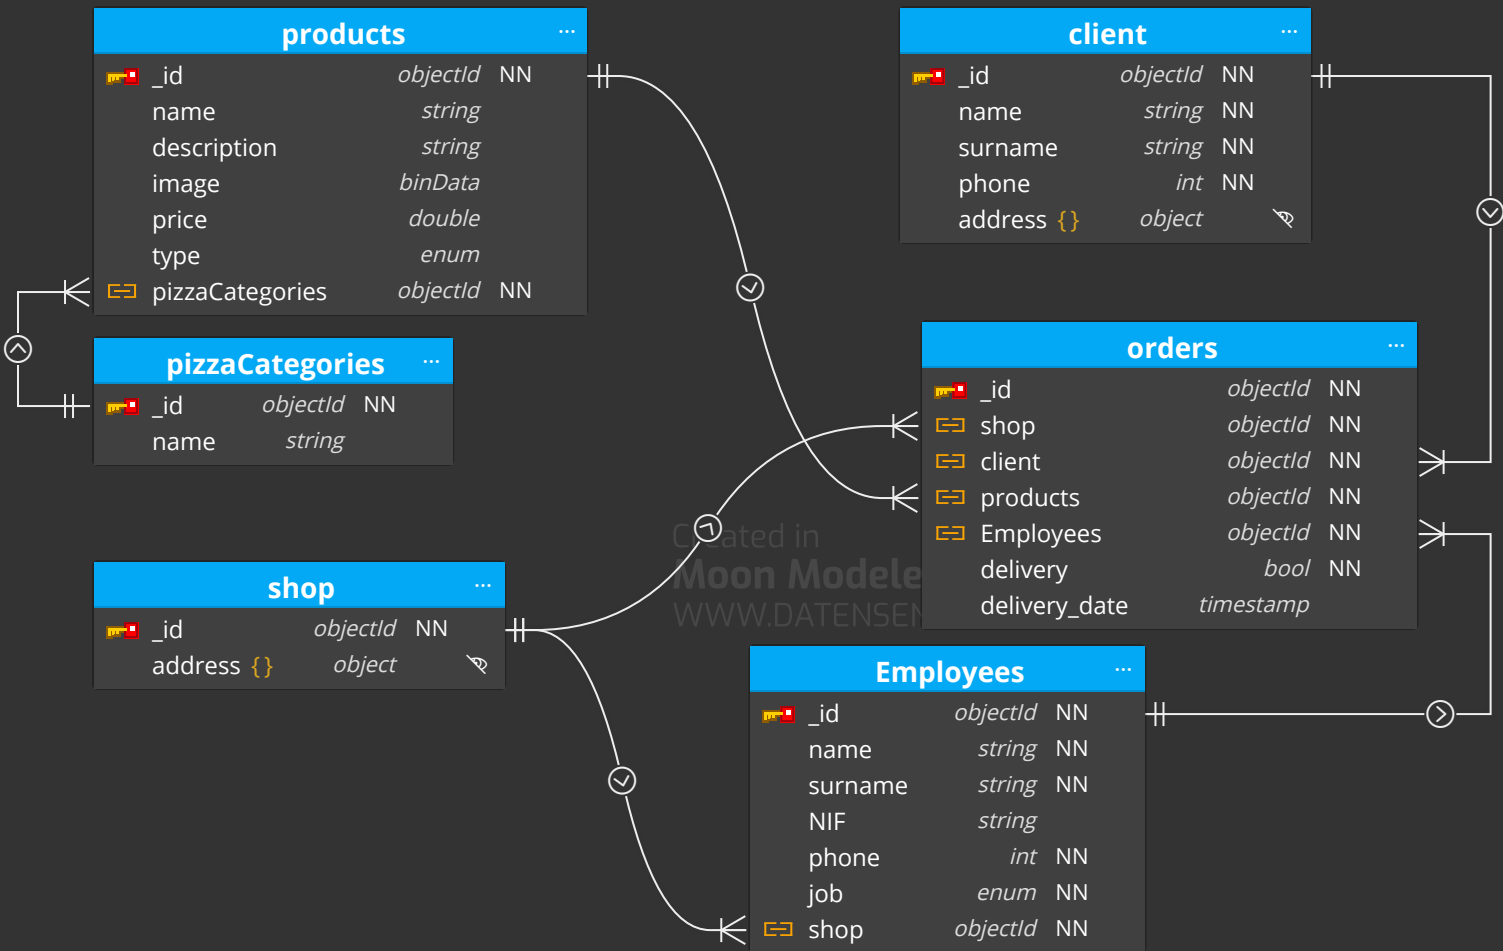 products ...
_id objectId NN
name string
description string
image binData
price double
type enum
pizzaCategories objectId NN
client ...
_id objectId NN
name string NN
surname string NN
phone int NN
address {} object
pizzaCategories ...
_id objectId NN
name string
orders ...
_id objectId NN
shop objectId NN
client objectId NN
products objectId NN
Employees objectId NN
delivery bool NN
delivery_date timestamp
Created in
Moon Modele
WWW.DATENSEN
shop ...
_id objectId NN
address {} object
Employees ...
_id objectId NN
name string NN
surname string NN
NIF string
phone int NN
job enum NN
shop objectId NN